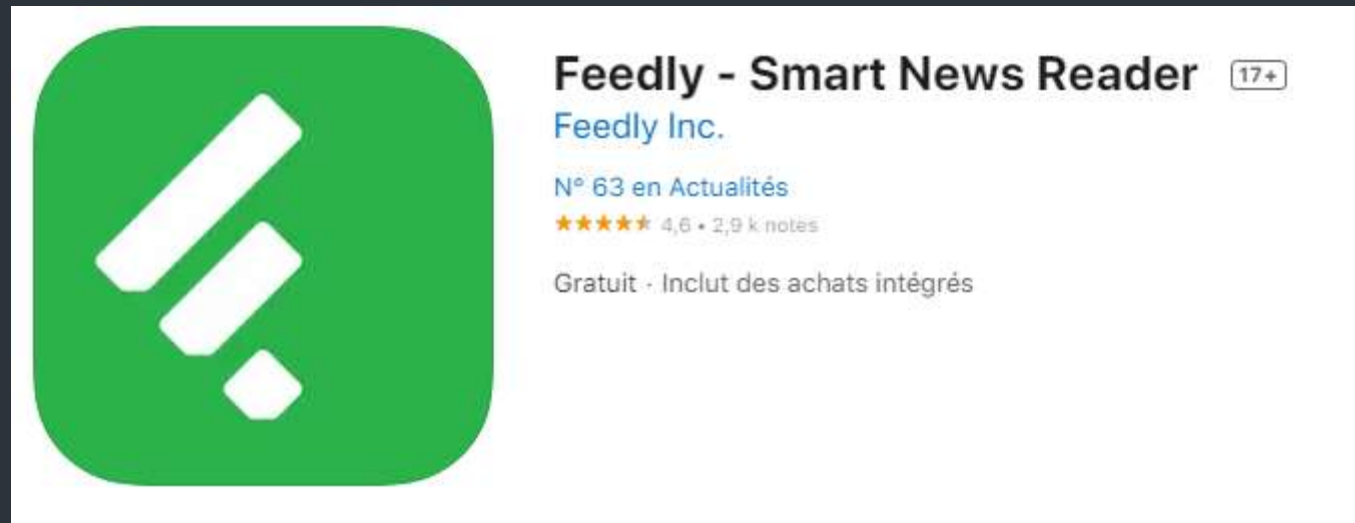 Feedly - Smart News Reader 17+
Feedly Inc.
N° 63 en Actualités
4,6 • 2,9 k notes
Gratuit · Inclut des achats intégrés